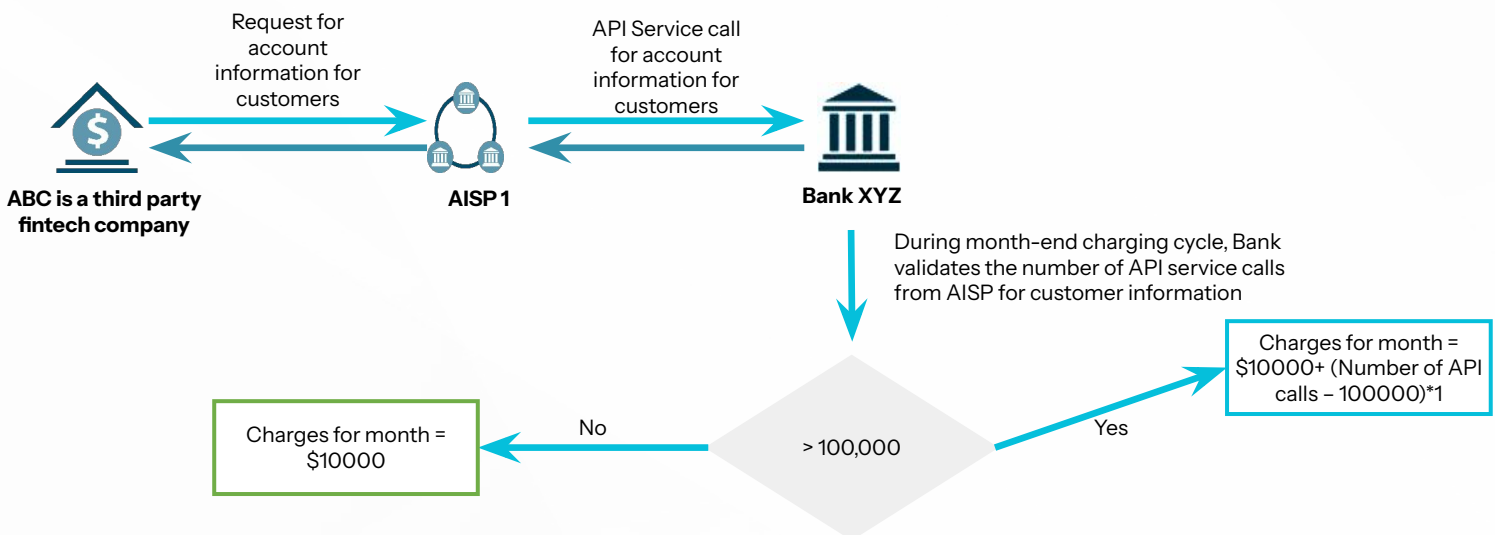 Request for
account
information for
customers
API Service call
for account
information for
customers
$
ABC is a third party
fintech company
AISP 1
Bank XYZ
During month-end charging cycle, Bank
validates the number of API service calls
from AISP for customer information
Charges for month =
$10000+ (Number of API
calls – 100000)*1
Charges for month =
$10000
No
> 100,000
Yes